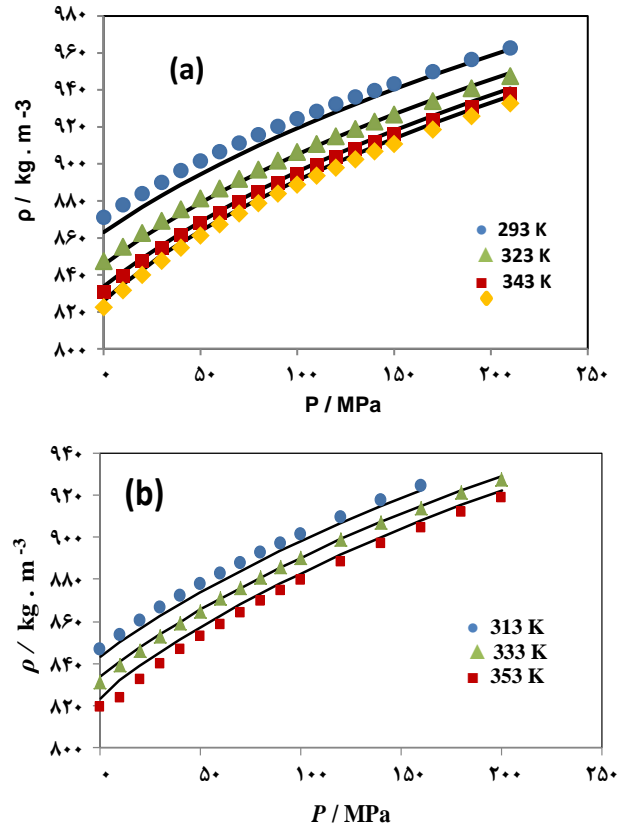 ۹۸۰
۹۶۰
۹۴۰
۹۲۰
۹۰۰
۸۸۰
۸۶۰
۸۴۰
۸۲۰
۸۰۰
ρ / kg . m -3
(a)
293 K
323 K
343 K
۰ ۵۰ ۱۰۰ ۱۵۰ ۲۰۰ ۲۵۰
P / MPa
۹۴۰
۹۲۰
۹۰۰
۸۸۰
۸۶۰
۸۴۰
۸۲۰
۸۰۰
ρ / kg . m -3
(b)
313 K
333 K
353 K
۰ ۵۰ ۱۰۰ ۱۵۰ ۲۰۰ ۲۵۰
P / MPa